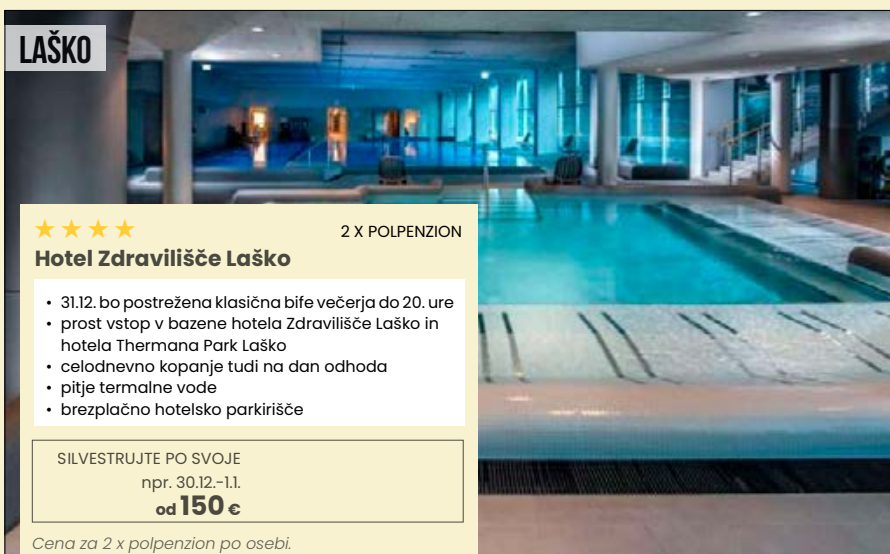 LAŠKO
2 X POLPENZION
Hotel Zdravilišče Laško
• 31.12. bo postrežena klasična bife večerja do 20. ure
• prost vstop v bazene hotela Zdravilišče Laško in
hotela Thermana Park Laško
• celodnevno kopanje tudi na dan odhoda
• pitje termalne vode
• brezplačno hotelsko parkirišče
SILVESTRUJTE PO SVOJE
npr. 30.12.-1.1.
od 150 €
Cena za 2 x polpenzion po osebi.